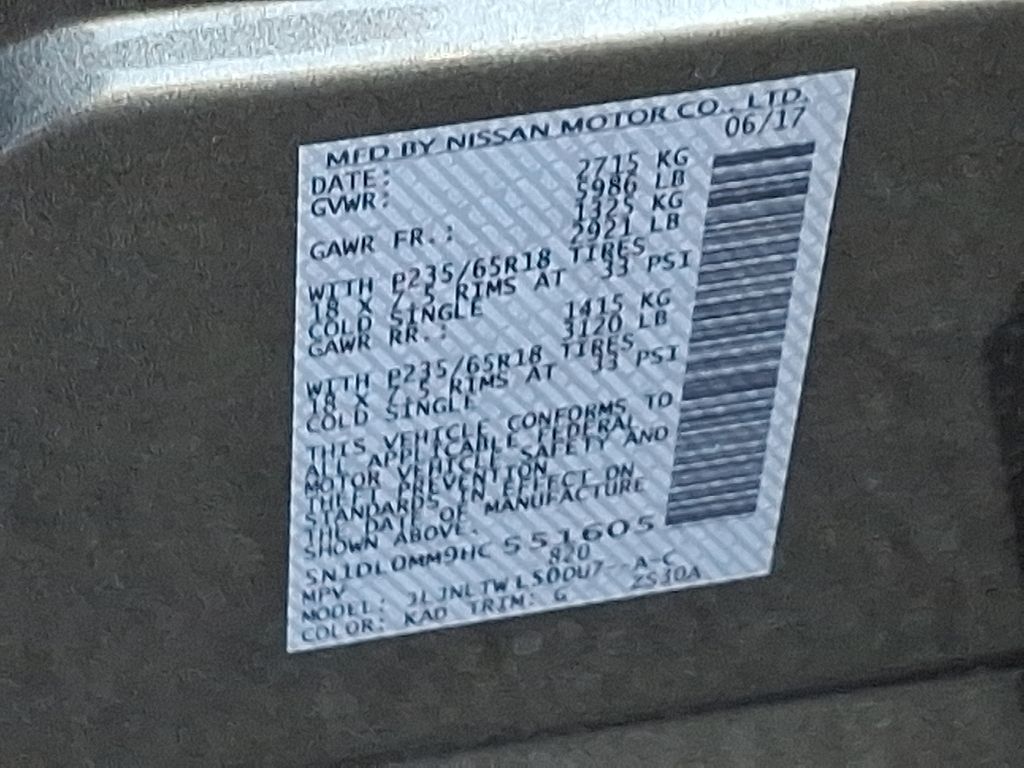 MFD BY NISSAN MOTOR CO., LTD.
DATE: 06/17
GVWR: 2715 KG
5986 LB
GAWR FR.: 1325 KG
2921 LB
WITH P235/65R18 TIRES
18 X 7.5 RIMS AT 33 PSI
COLD SINGLE
GAWR RR.: 1415 KG
3120 LB
WITH P235/65R18 TIRES
18 X 7.5 RIMS AT 33 PSI
COLD SINGLE
THIS VEHICLE CONFORMS TO
ALL APPLICABLE FEDERAL
MOTOR VEHICLE SAFETY AND
THEFT PREVENTION
STANDARDS IN EFFECT ON
THE DATE OF MANUFACTURE
SHOWN ABOVE.
5N1DL0MM9HC551605
MPV 820
MODEL: A-C
COLOR: KAD TRIM: G